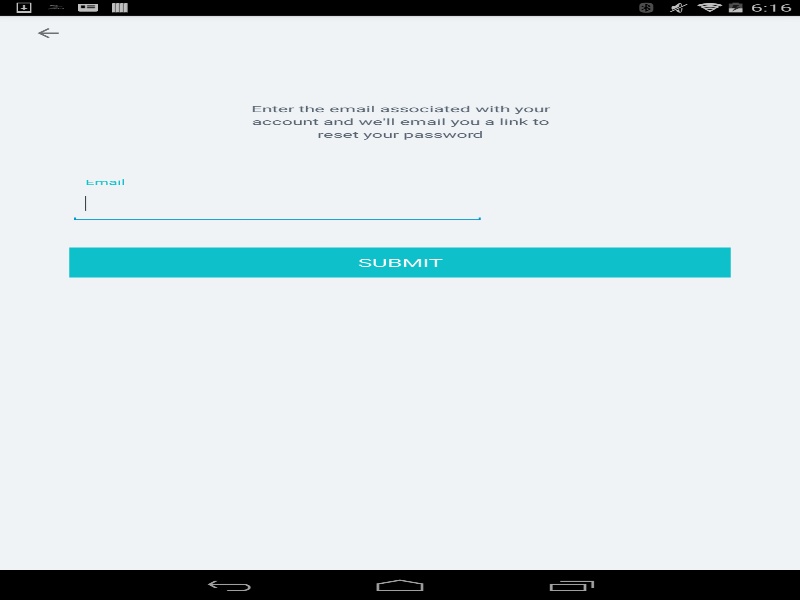 6:16
Enter the email associated with your
account and we'll email you a link to
reset your password
Email
SUBMIT